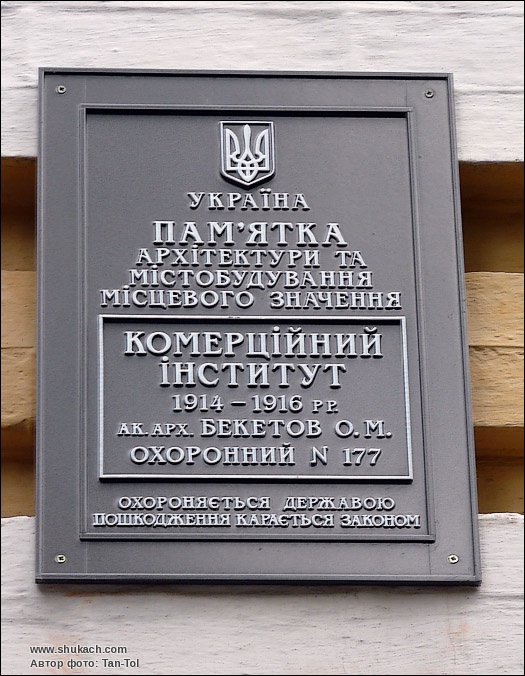 УКРАЇНА
ПАМ'ЯТКА
АРХІТЕКТУРИ ТА
МІСТОБУДУВАННЯ
МІСЦЕВОГО ЗНАЧЕННЯ
КОМЕРЦІЙНИЙ
ІНСТИТУТ
1914 – 1916 РР.
АК. АРХ. БЕКЕТОВ О. М.
ОХОРОННИЙ N 177
ОХОРОНЯЄТЬСЯ ДЕРЖАВОЮ
ПОШКОДЖЕННЯ КАРАЄТЬСЯ ЗАКОНОМ
www.shukach.com
Автор фото: Tan-Tol